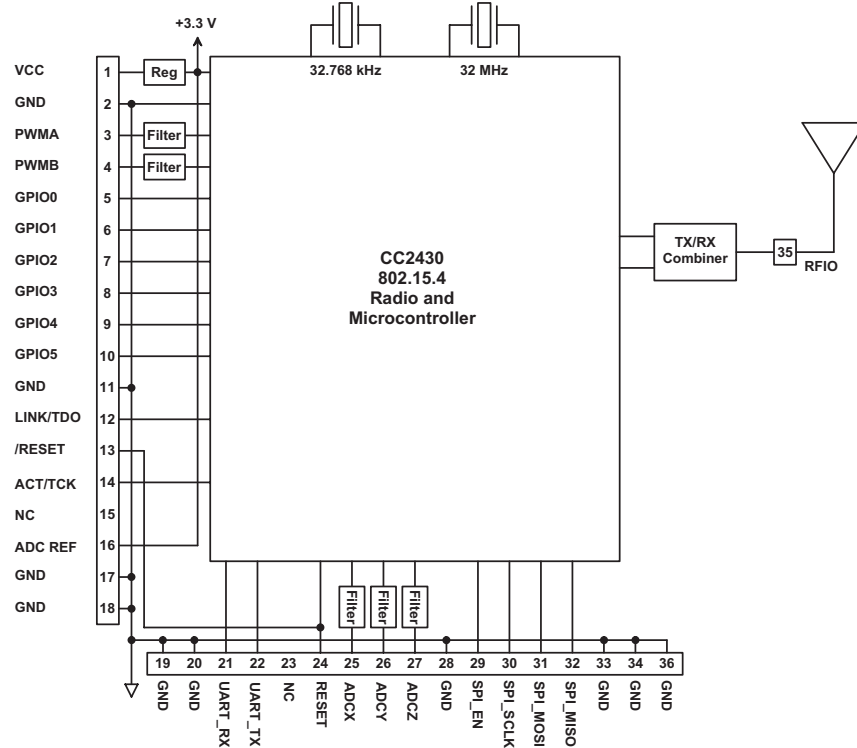 +3.3 V
32.768 kHz
32 MHz
VCC 1 Reg
GND 2
PWMA 3 Filter
PWMB 4 Filter
GPIO0 5
GPIO1 6
GPIO2 7
GPIO3 8
GPIO4 9
GPIO5 10
GND 11
LINK/TDO 12
/RESET 13
ACT/TCK 14
NC 15
ADC REF 16
GND 17
GND 18
CC2430
802.15.4
Radio and
Microcontroller
TX/RX
Combiner
35
RFIO
Filter
Filter
Filter
19 20 21 22 23 24 25 26 27 28 29 30 31 32 33 34 36
GND
GND
UART_RX
UART_TX
NC
RESET
ADCX
ADCY
ADCZ
GND
SPI_EN
SPI_SCLK
SPI_MOSI
SPI_MISO
GND
GND
GND